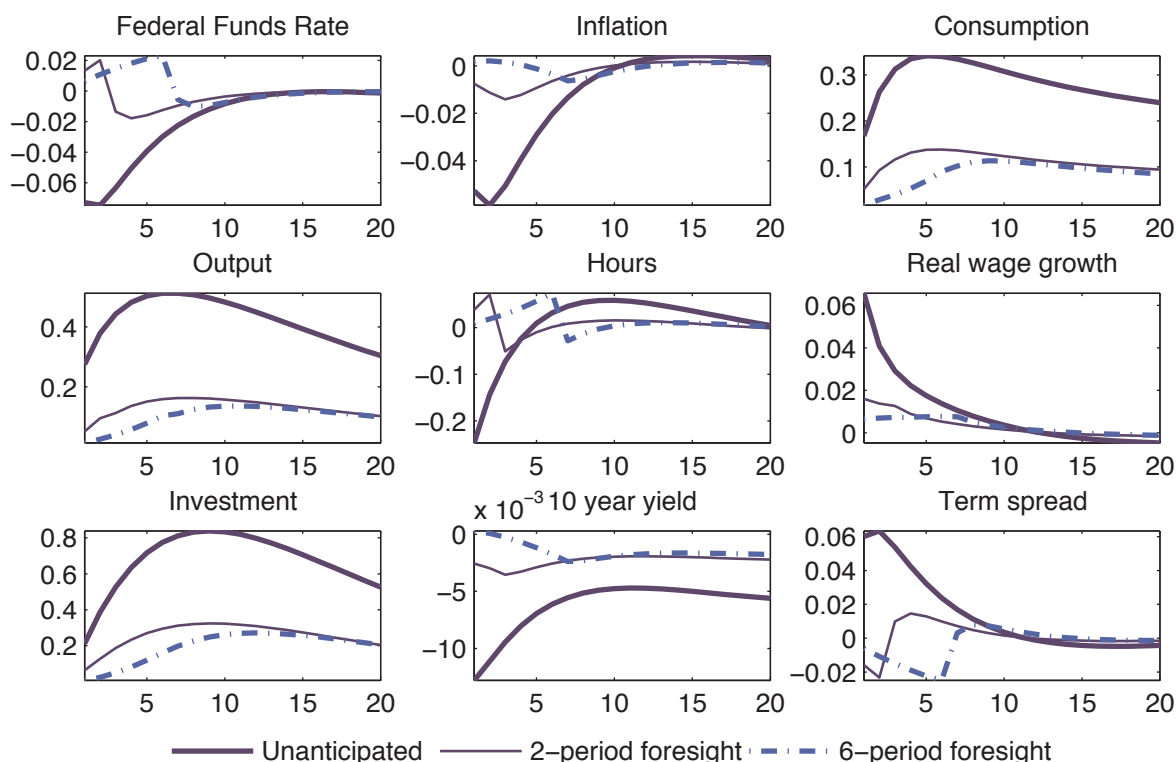 Federal Funds Rate
0.02
0
−0.02
−0.04
−0.06
5 10 15 20
Inflation
0
−0.02
−0.04
5 10 15 20
Consumption
0.3
0.2
0.1
5 10 15 20
Output
0.4
0.2
5 10 15 20
Hours
0
−0.1
−0.2
5 10 15 20
Real wage growth
0.06
0.04
0.02
0
5 10 15 20
Investment
0.8
0.6
0.4
0.2
5 10 15 20
x 10−3 10 year yield
0
−5
−10
5 10 15 20
Term spread
0.06
0.04
0.02
0
−0.02
5 10 15 20
Unanticipated 2−period foresight 6−period foresight